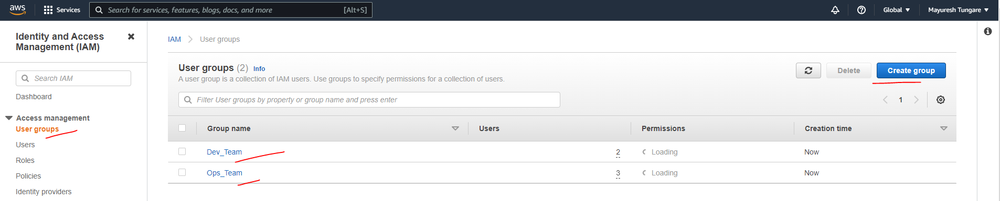 aws Services Search for services, features, blogs, docs, and more [Alt+S] Global Mayuresh Tungare
Identity and Access
Management (IAM)
Search IAM
Dashboard
Access management
User groups
Users
Roles
Policies
Identity providers
IAM User groups
User groups (2) Info
A user group is a collection of IAM users. Use groups to specify permissions for a collection of users.
Delete Create group
Filter User groups by property or group name and press enter
1
Group name Users Permissions Creation time
Dev_Team 2 Loading Now
Ops_Team 3 Loading Now